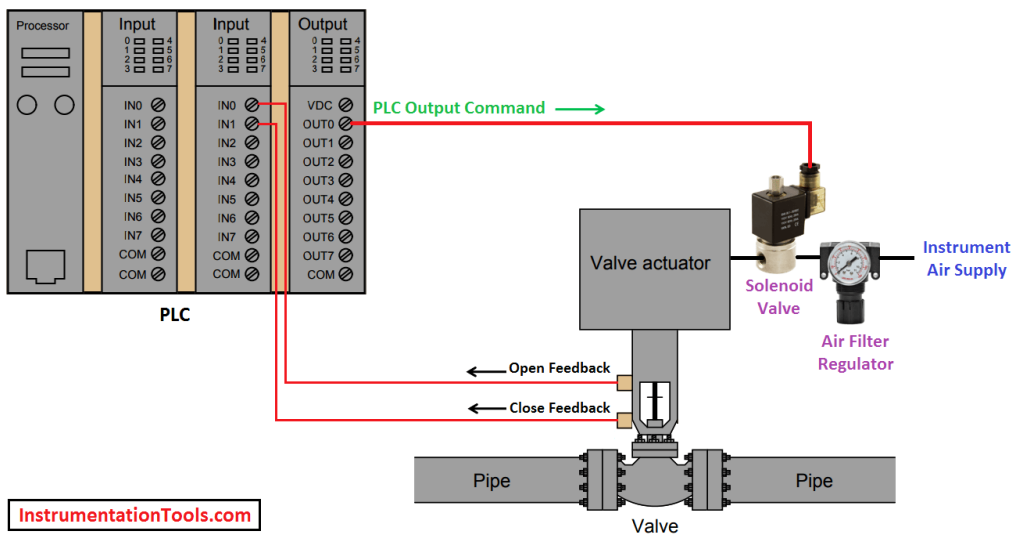 Processor
Input
0 4
1 5
2 6
3 7
IN0
IN1
IN2
IN3
IN4
IN5
IN6
IN7
COM
COM
Input
0 4
1 5
2 6
3 7
IN0
IN1
IN2
IN3
IN4
IN5
IN6
IN7
COM
COM
Output
0 4
1 5
2 6
3 7
VDC
OUT0
OUT1
OUT2
OUT3
OUT4
OUT5
OUT6
OUT7
COM
PLC
PLC Output Command
Valve actuator
Solenoid
Valve
Instrument
Air Supply
Air Filter
Regulator
Open Feedback
Close Feedback
Pipe
Pipe
Valve
InstrumentationTools.com